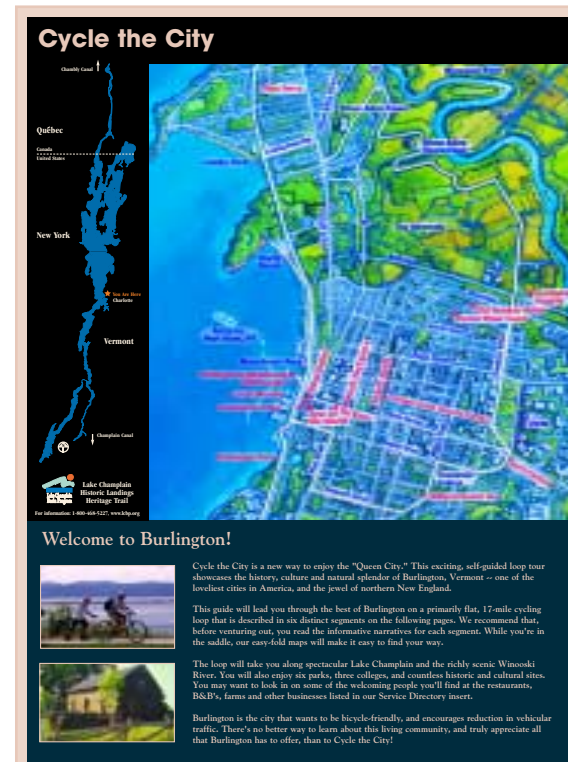 Cycle the City
Chambly Canal
Québec
Canada
United States
New York
You Are Here
Charlotte
Vermont
Champlain Canal
Lake Champlain
Historic Landings
Heritage Trail
For information: 1-800-468-5227, www.lcbp.org
Welcome to Burlington!
Cycle the City is a new way to enjoy the "Queen City." This exciting, self-guided loop tour
showcases the history, culture and natural splendor of Burlington, Vermont -- one of the
loveliest cities in America, and the jewel of northern New England.
This guide will lead you through the best of Burlington on a primarily flat, 17-mile cycling
loop that is described in six distinct segments on the following pages. We recommend that,
before venturing out, you read the informative narratives for each segment. While you're in
the saddle, our easy-fold maps will make it easy to find your way.
The loop will take you along spectacular Lake Champlain and the richly scenic Winooski
River. You will also enjoy six parks, three colleges, and countless historic and cultural sites.
You may want to look in on some of the welcoming people you'll find at the restaurants,
B&B's, farms and other businesses listed in our Service Directory insert.
Burlington is the city that wants to be bicycle-friendly, and encourages reduction in vehicular
traffic. There's no better way to learn about this living community, and truly appreciate all
that Burlington has to offer, than to Cycle the City!